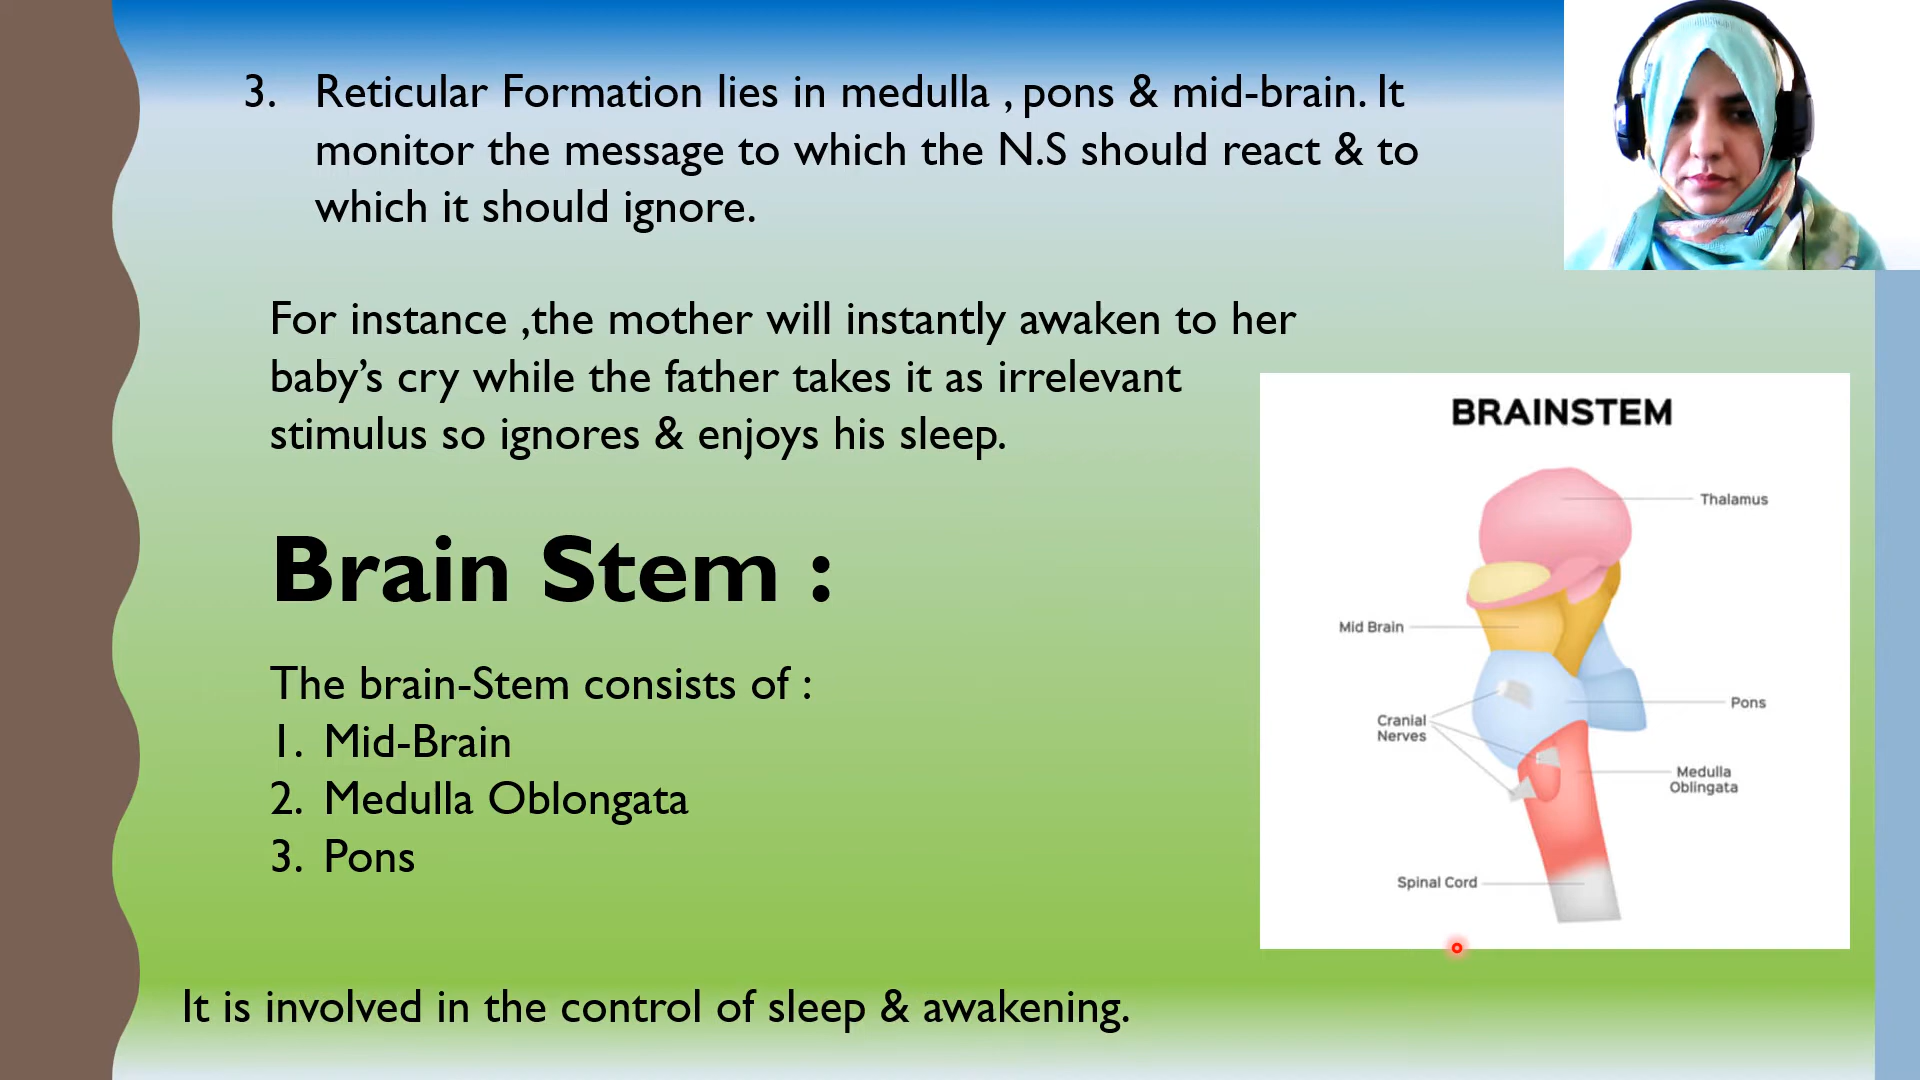 3. Reticular Formation lies in medulla , pons & mid-brain. It
monitor the message to which the N.S should react & to
which it should ignore.
For instance ,the mother will instantly awaken to her
baby’s cry while the father takes it as irrelevant
stimulus so ignores & enjoys his sleep.
Brain Stem :
The brain-Stem consists of :
1. Mid-Brain
2. Medulla Oblongata
3. Pons
It is involved in the control of sleep & awakening.
BRAINSTEM
Thalamus
Mid Brain
Pons
Cranial
Nerves
Medulla
Oblingata
Spinal Cord